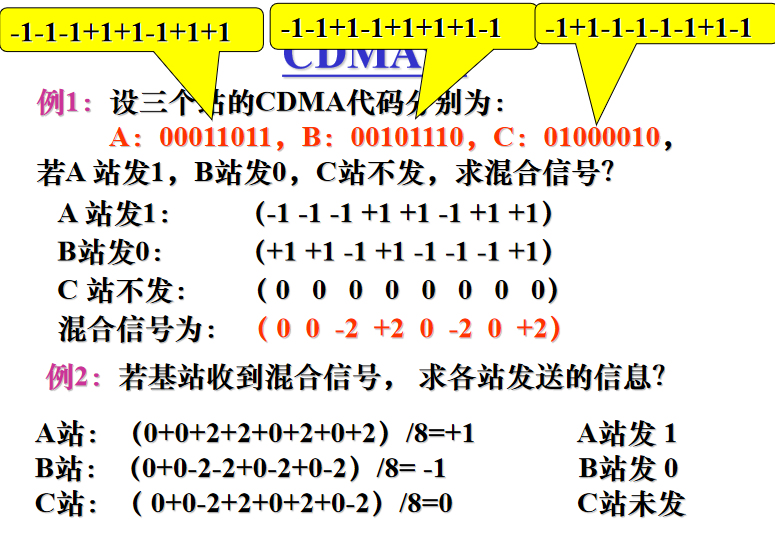 -1-1-1+1+1-1+1+1
-1-1+1-1+1+1+1-1
-1+1-1-1-1-1+1-1
CDMA
例1：设三个站的CDMA代码分别为：
A：00011011，B：00101110，C：01000010，
若A 站发1，B站发0，C站不发，求混合信号？
A 站发1： （-1 -1 -1 +1 +1 -1 +1 +1）
B站发0： （+1 +1 -1 +1 -1 -1 -1 +1）
C 站不发： （ 0 0 0 0 0 0 0 0）
混合信号为： （ 0 0 -2 +2 0 -2 0 +2）
例2：若基站收到混合信号， 求各站发送的信息？
A站： （0+0+2+2+0+2+0+2）/8=+1 A站发 1
B站： （0+0-2-2+0-2+0-2）/8= -1 B站发 0
C站： （ 0+0-2+2+0+2+0-2）/8=0 C站未发